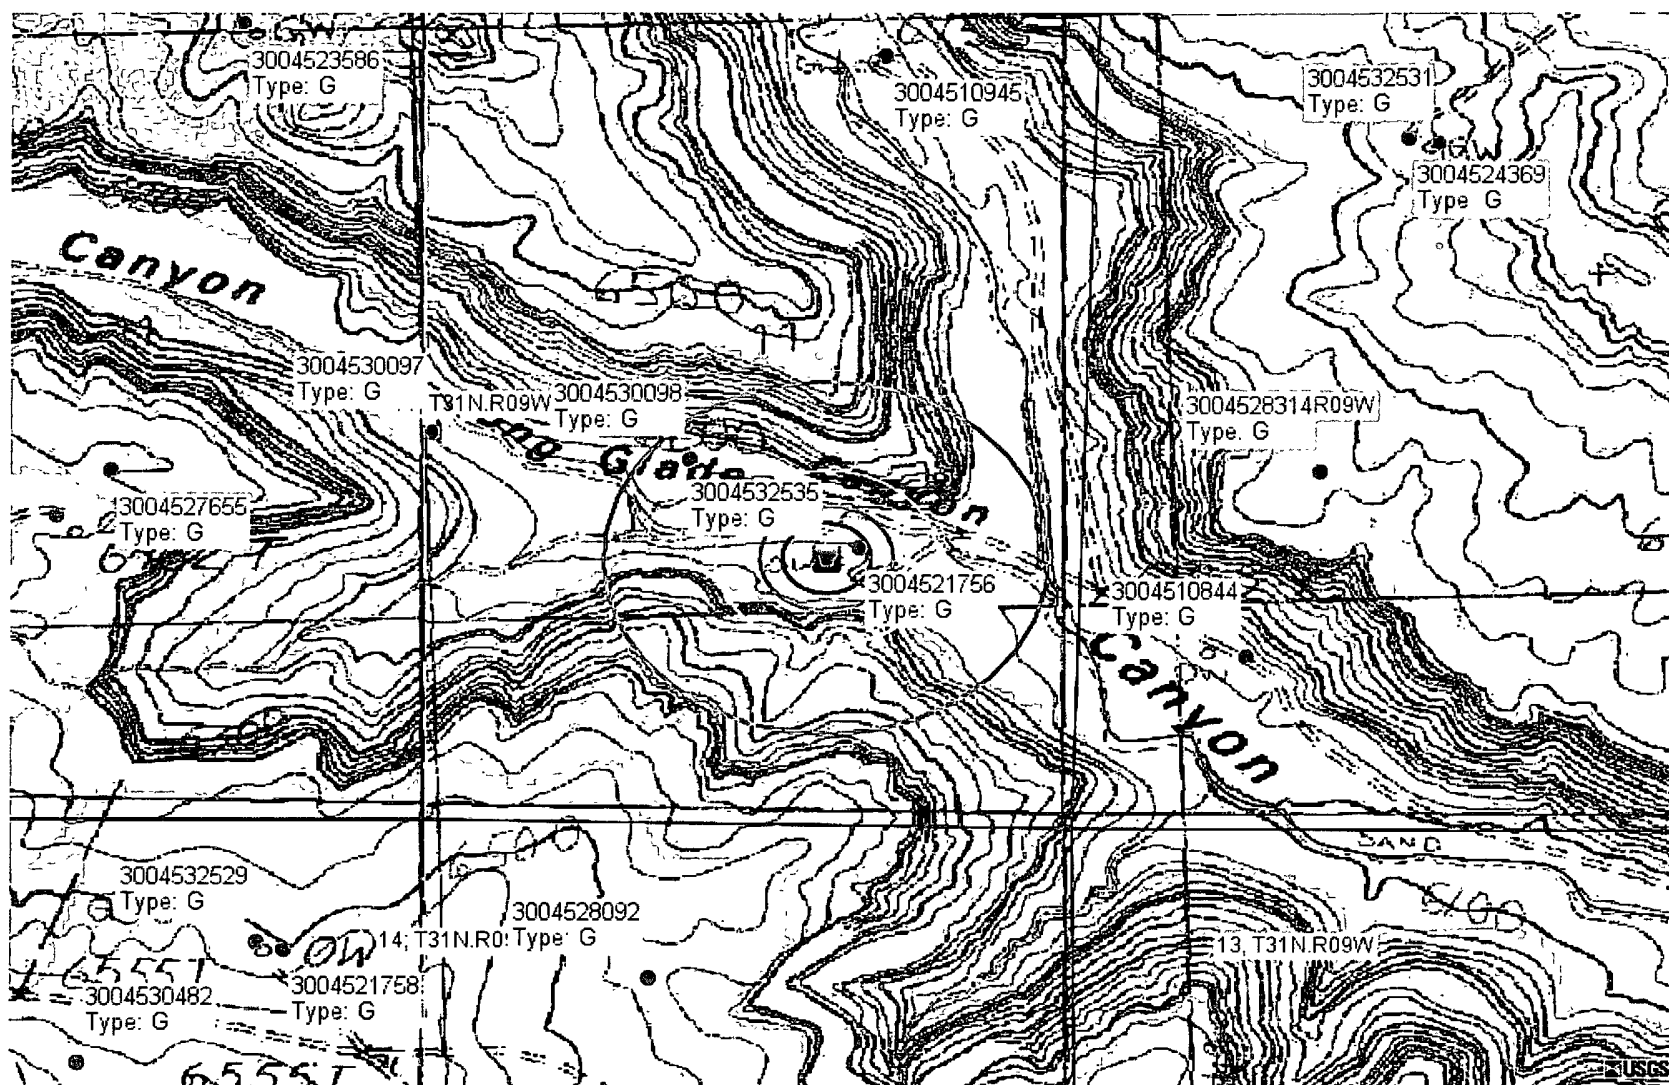 3004523586
Type: G
3004510945
Type: G
3004532531
Type: G
3004524369
Type G
Canyon
3004530097
Type: G
T31N.R09W
3004530098
Type: G
3004528314R09W
Type. G
3004532535
Type: G
3004527655
Type: G
3004521756
Type: G
3004510844
Type: G
Canyon
SAND
3004532529
Type: G
3004528092
Type: G
14, T31N.R0
13, T31N.R09W
6555T
3004530482
Type: G
3004521758
Type: G
6555T
USGS